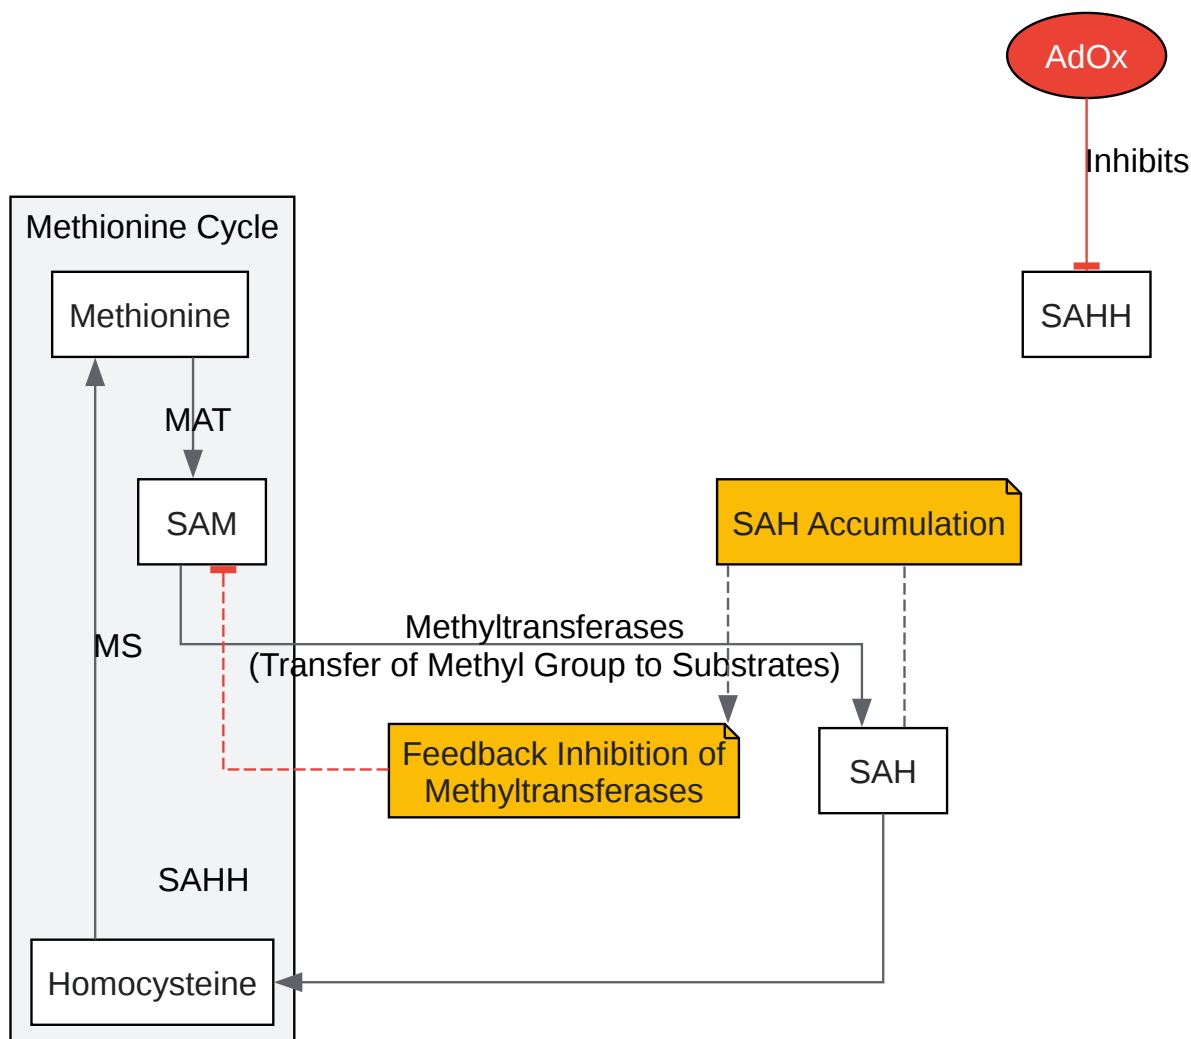 AdOx
Inhibits
Methionine Cycle
Methionine
SAHH
MAT
SAM
SAH Accumulation
Methyltransferases
(Transfer of Methyl Group to Substrates)
MS
Feedback Inhibition of
Methyltransferases
SAH
SAHH
Homocysteine